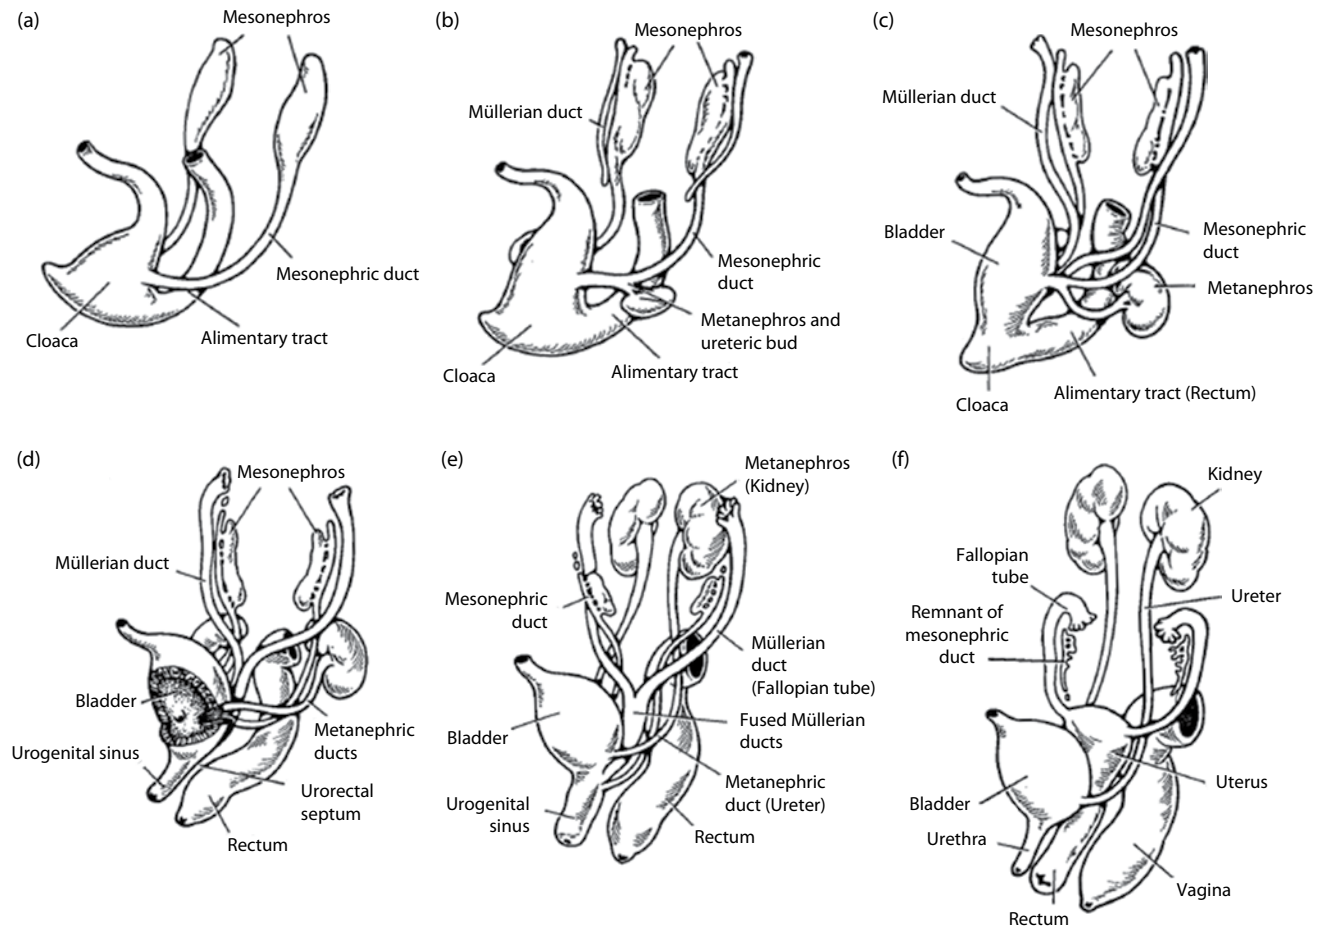 (a)
Mesonephros
Mesonephric duct
Cloaca
Alimentary tract
(b)
Mesonephros
Müllerian duct
Mesonephric
duct
Metanephros and
ureteric bud
Alimentary tract
Cloaca
(c)
Mesonephros
Müllerian duct
Bladder
Mesonephric
duct
Metanephros
Alimentary tract (Rectum)
Cloaca
(d)
Mesonephros
Müllerian duct
Bladder
Urogenital sinus
Metanephric
ducts
Urorectal
septum
Rectum
(e)
Metanephros
(Kidney)
Mesonephric
duct
Müllerian
duct
(Fallopian tube)
Bladder
Fused Müllerian
ducts
Metanephric
duct (Ureter)
Urogenital
sinus
Rectum
(f)
Kidney
Fallopian
tube
Ureter
Remnant of
mesonephric
duct
Uterus
Bladder
Urethra
Vagina
Rectum